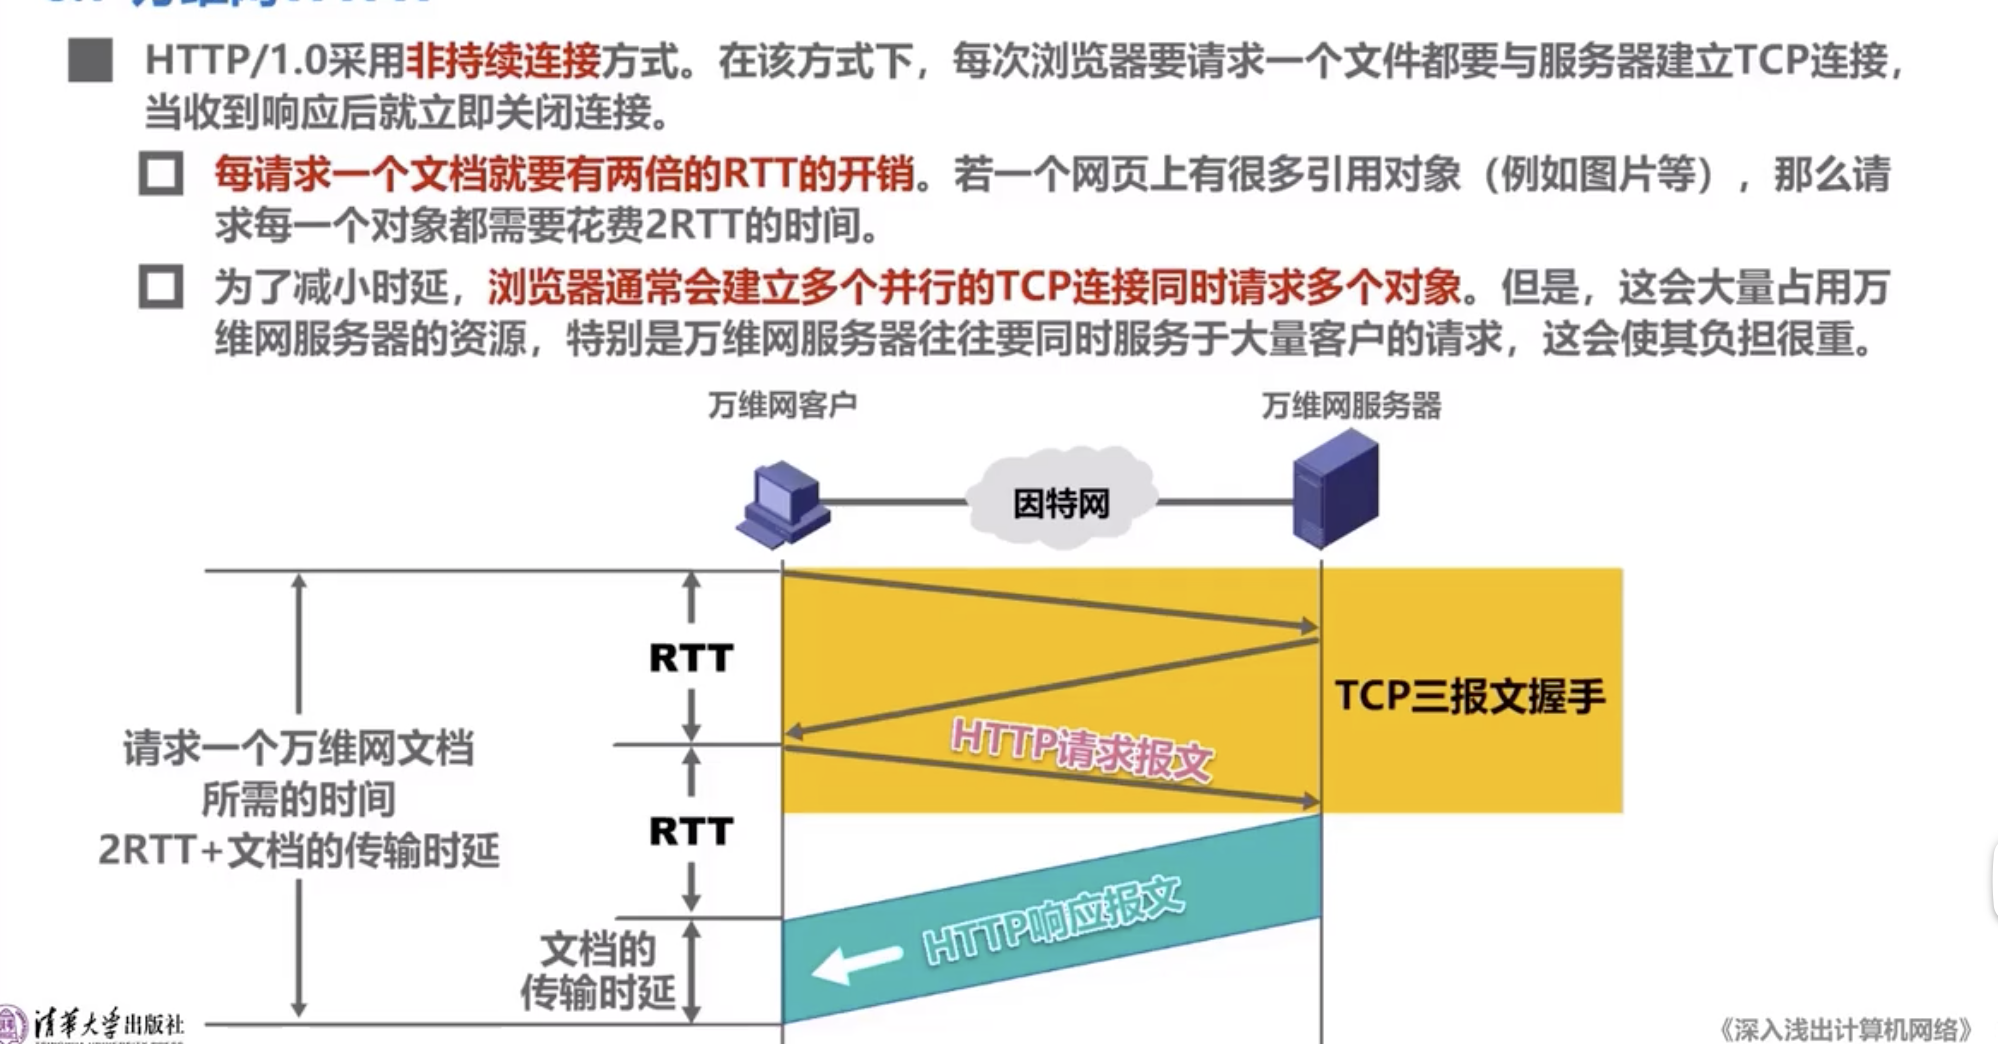 HTTP/1.0采用非持续连接方式。在该方式下，每次浏览器要请求一个文件都要与服务器建立TCP连接，
当收到响应后就立即关闭连接。
每请求一个文档就要有两倍的RTT的开销。若一个网页上有很多引用对象（例如图片等），那么请
求每一个对象都需要花费2RTT的时间。
为了减小时延，浏览器通常会建立多个并行的TCP连接同时请求多个对象。但是，这会大量占用万
维网服务器的资源，特别是万维网服务器往往要同时服务于大量客户的请求，这会使其负担很重。
万维网客户
万维网服务器
因特网
RTT
TCP三报文握手
HTTP请求报文
请求一个万维网文档
所需的时间
2RTT+文档的传输时延
RTT
HTTP响应报文
文档的
传输时延
清华大学出版社
《深入浅出计算机网络》